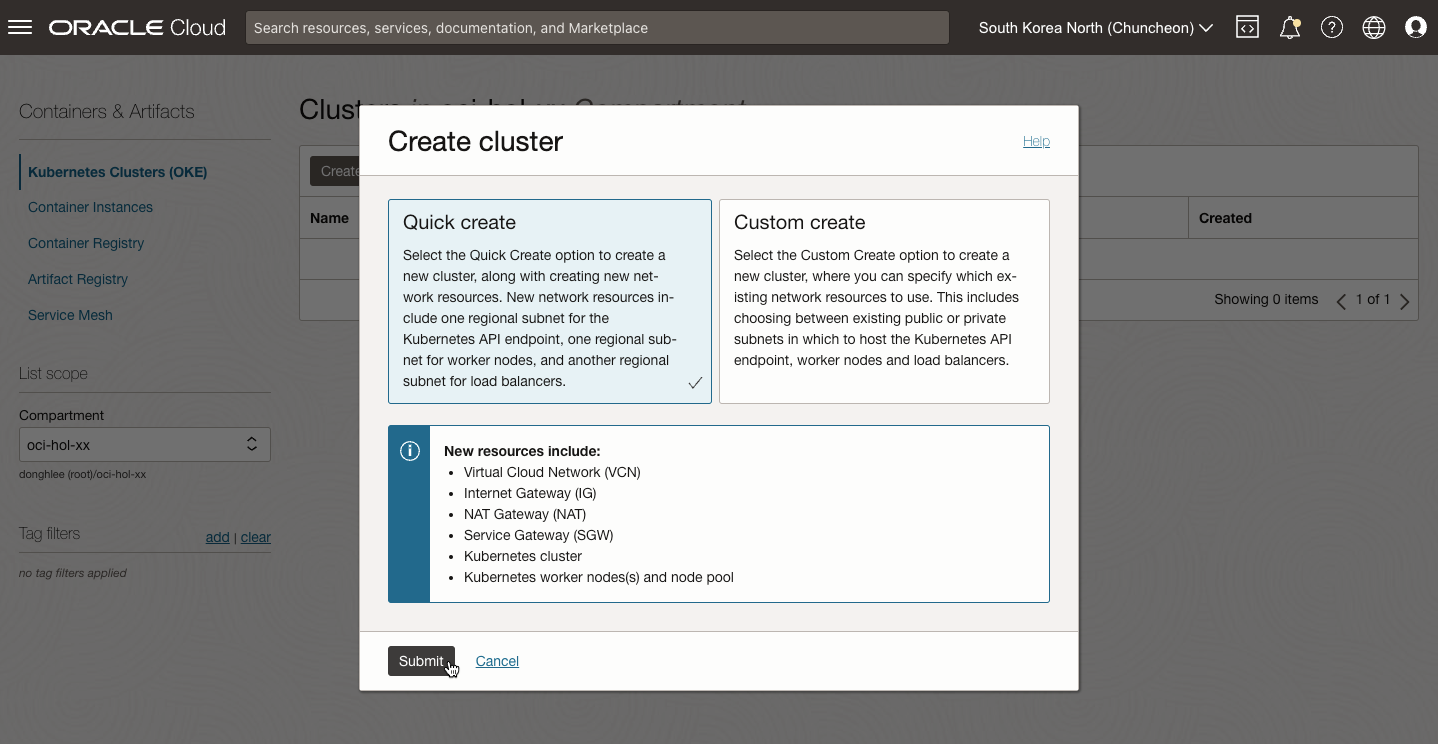 ORACLE Cloud
Search resources, services, documentation, and Marketplace
South Korea North (Chuncheon)
Containers & Artifacts
Kubernetes Clusters (OKE)
Container Instances
Container Registry
Artifact Registry
Service Mesh
List scope
Compartment
oci-hol-xx
donghlee (root)/oci-hol-xx
Tag filters
add | clear
no tag filters applied
Clusters in oci-hol-xx Compartment
Create
Name
Created
Showing 0 items
1 of 1
Create cluster
Help
Quick create
Select the Quick Create option to create a
new cluster, along with creating new net-
work resources. New network resources in-
clude one regional subnet for the
Kubernetes API endpoint, one regional sub-
net for worker nodes, and another regional
subnet for load balancers.
Custom create
Select the Custom Create option to create a
new cluster, where you can specify which ex-
isting network resources to use. This includes
choosing between existing public or private
subnets in which to host the Kubernetes API
endpoint, worker nodes and load balancers.
New resources include:
• Virtual Cloud Network (VCN)
• Internet Gateway (IG)
• NAT Gateway (NAT)
• Service Gateway (SGW)
• Kubernetes cluster
• Kubernetes worker nodes(s) and node pool
Submit
Cancel